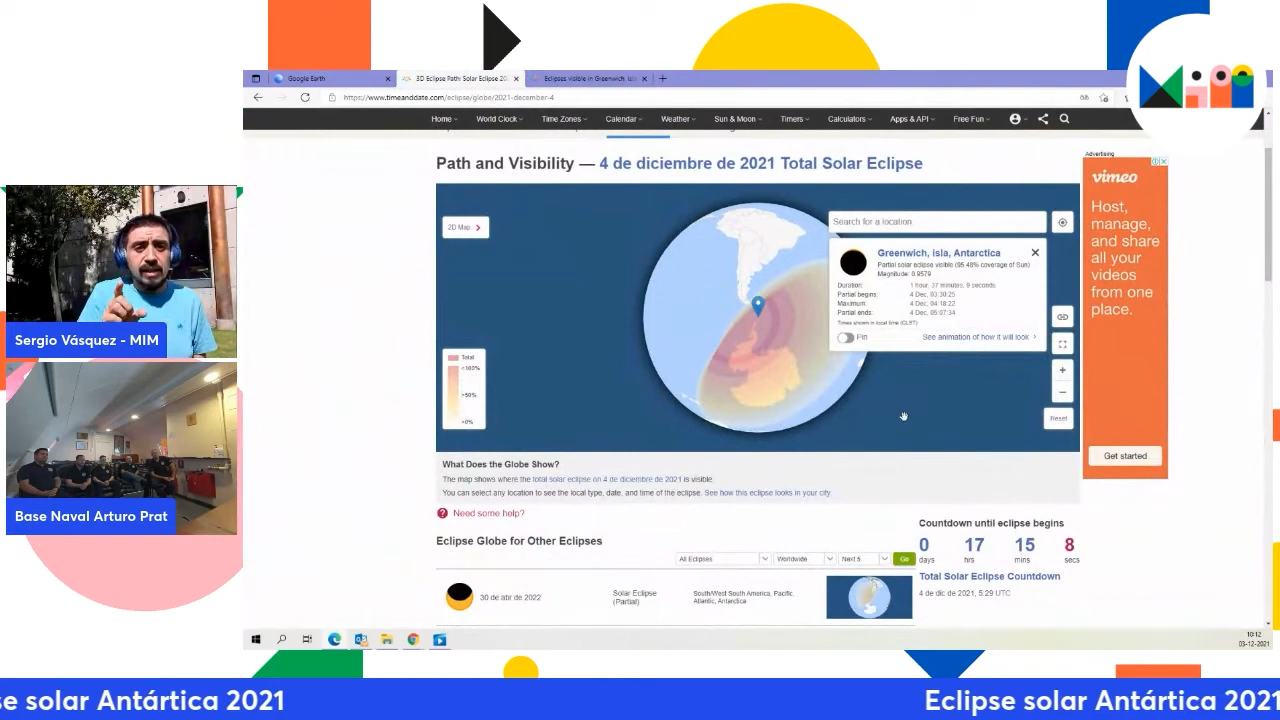 Google Earth
3D Eclipse Path: Solar Eclipse 20
Eclipses visible in Greenwich, isla
https://www.timeanddate.com/eclipse/globe/2021-december-4
Home
World Clock
Time Zones
Calendar
Weather
Sun & Moon
Timers
Calculators
Apps & API
Free Fun
Path and Visibility — 4 de diciembre de 2021 Total Solar Eclipse
2D Map
Search for a location
Greenwich, isla, Antarctica
Partial solar eclipse visible (95.48% coverage of Sun)
Magnitude: 0.9579
Duration: 1 hour, 37 minutes, 9 seconds
Partial begins: 4 Dec, 03:30:25
Maximum: 4 Dec, 04:18:22
Partial ends: 4 Dec, 05:07:34
Times shown in local time (CLST)
Pin
See animation of how it will look
Total
<100%
>50%
>0%
Reset
What Does the Globe Show?
The map shows where the total solar eclipse on 4 de diciembre de 2021 is visible.
You can select any location to see the local type, date, and time of the eclipse. See how this eclipse looks in your city.
Need some help?
Eclipse Globe for Other Eclipses
All Eclipses
Worldwide
Next 5
Go
30 de abr de 2022
Solar Eclipse
(Partial)
South/West South America, Pacific,
Atlantic, Antarctica
Countdown until eclipse begins
0 17 15 8
days hrs mins secs
Total Solar Eclipse Countdown
4 de dic de 2021, 5:29 UTC
Advertising
vimeo
Host,
manage,
and share
all your
videos
from one
place.
Get started
10:12
03-12-2021
Sergio Vásquez - MIM
Base Naval Arturo Prat
se solar Antártica 2021
Eclipse solar Antártica 2021